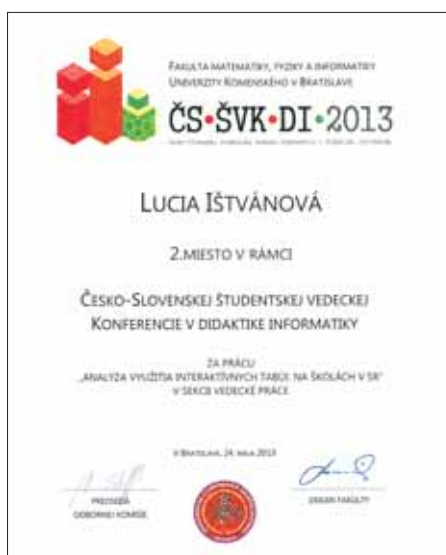 FAKULTA MATEMATIKY, FYZIKY A INFORMATIKY
UNIVERZITY KOMENSKÉHO V BRATISLAVE
ČS•ŠVK•DI•2013
LUCIA IŠTVÁNOVÁ
2.MIESTO V RÁMCI
ČESKO-SLOVENSKEJ ŠTUDENTSKEJ VEDECKEJ
KONFERENCIE V DIDAKTIKE INFORMATIKY
ZA PRÁCU
„ANALÝZA VYUŽITIA INTERAKTÍVNYCH TABÚĽ NA ŠKOLÁCH V SR“
V SEKCII VEDECKÉ PRÁCE
V BRATISLAVE, 24. MÁJA 2013
PREDSEDA
ODBORNEJ KOMISIE
DEKAN FAKULTY